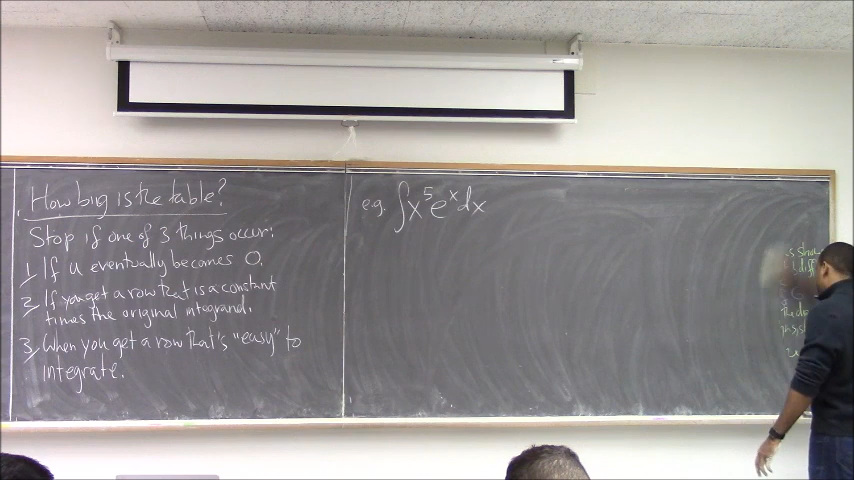 How big is the table?
Stop if one of 3 things occur:
1, If u eventually becomes 0.
2, If you get a row that is a constant
times the original integrand.
3, When you get a row that's "easy" to
integrate.
e.g. ∫x⁵eˣdx